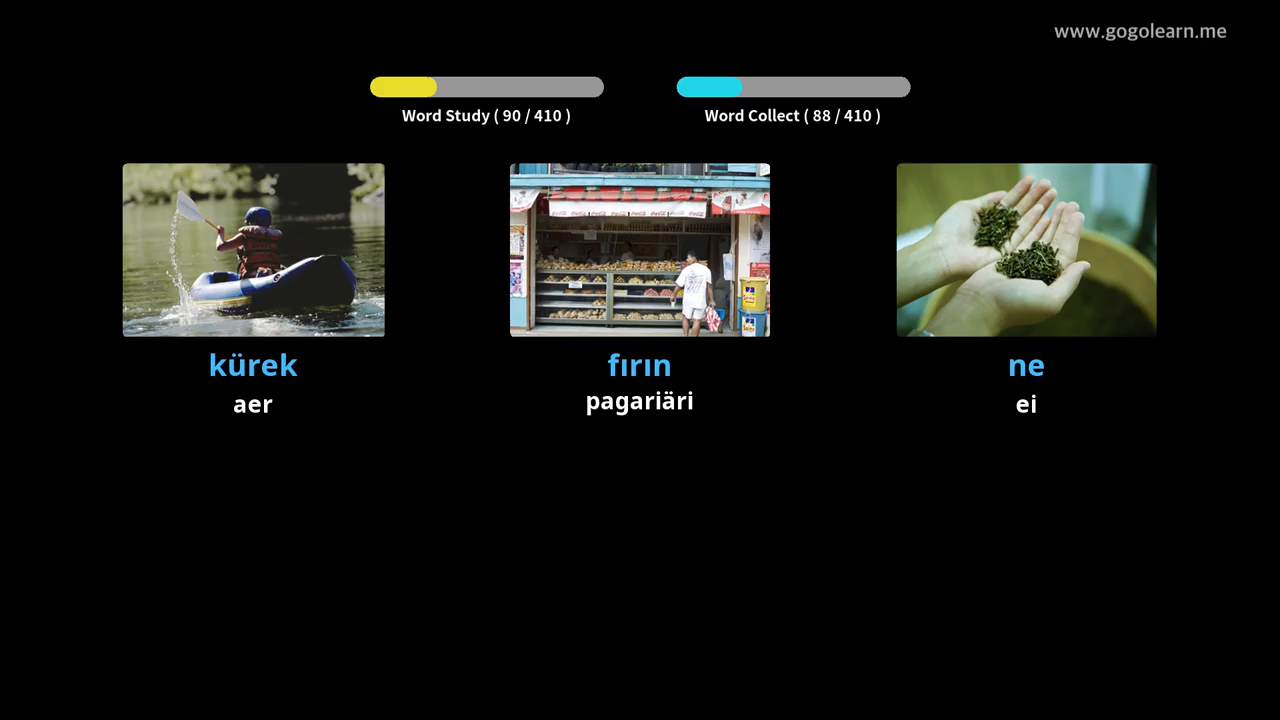 www.gogolearn.me
Word Study ( 90 / 410 )
Word Collect ( 88 / 410 )
kürek
aer
fırın
pagariäri
ne
ei